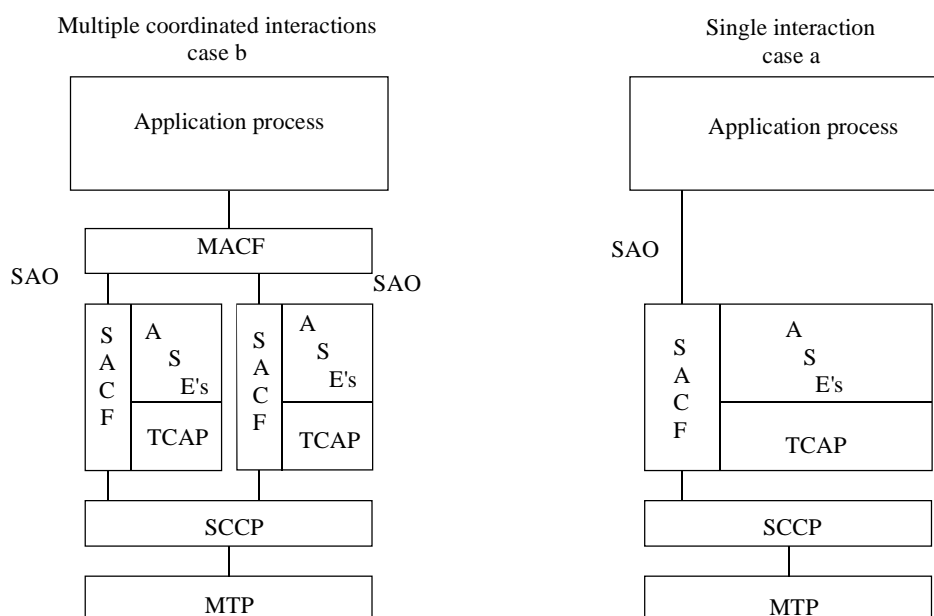 Multiple coordinated interactions
case b
Application process
MACF
SAO
SAO
S
A
C
F
A
S
E's
TCAP
S
A
C
F
A
S
E's
TCAP
SCCP
MTP
Single interaction
case a
Application process
SAO
S
A
C
F
A
S
E's
TCAP
SCCP
MTP